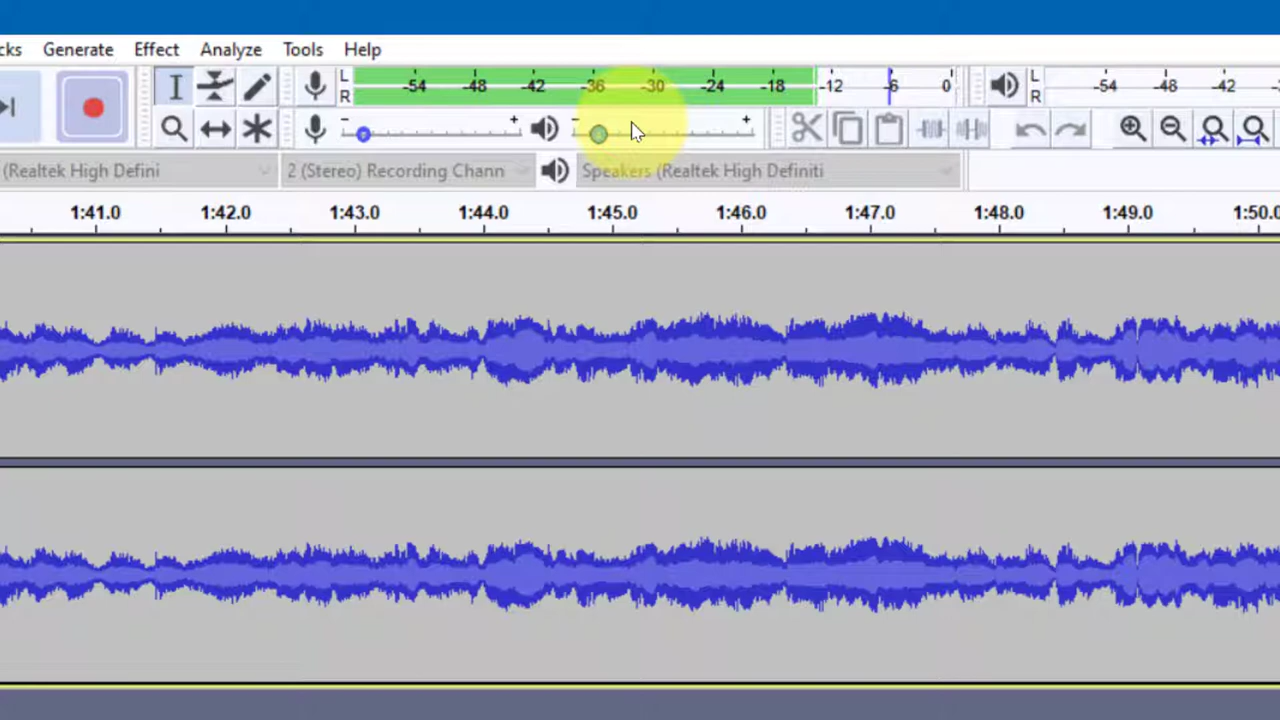 cks Generate Effect Analyze Tools Help
L -54 -48 -42 -36 -30 -24 -18 -12 -6 0 L -54 -48 -42
R R
- + - +
(Realtek High Defini 2 (Stereo) Recording Chann Speakers (Realtek High Definiti
1:41.0 1:42.0 1:43.0 1:44.0 1:45.0 1:46.0 1:47.0 1:48.0 1:49.0 1:50.0